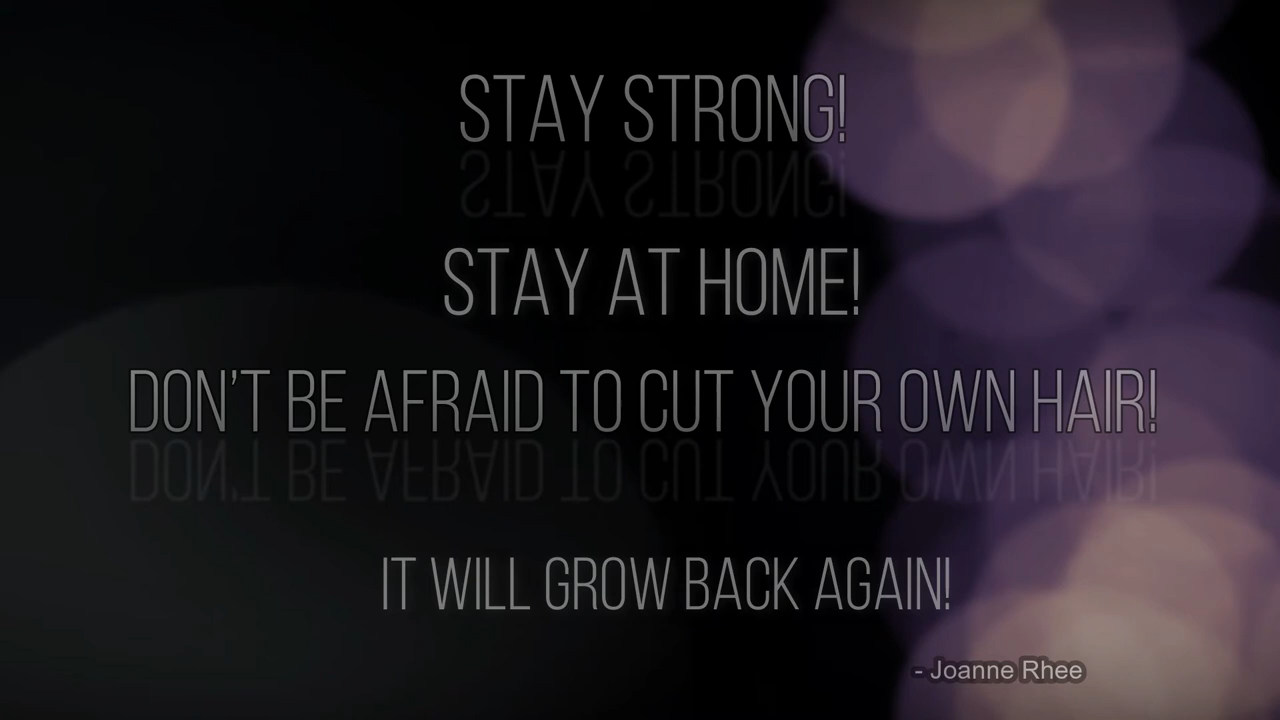 STAY STRONG!
STAY AT HOME!
DON'T BE AFRAID TO CUT YOUR OWN HAIR!
IT WILL GROW BACK AGAIN!
- Joanne Rhee